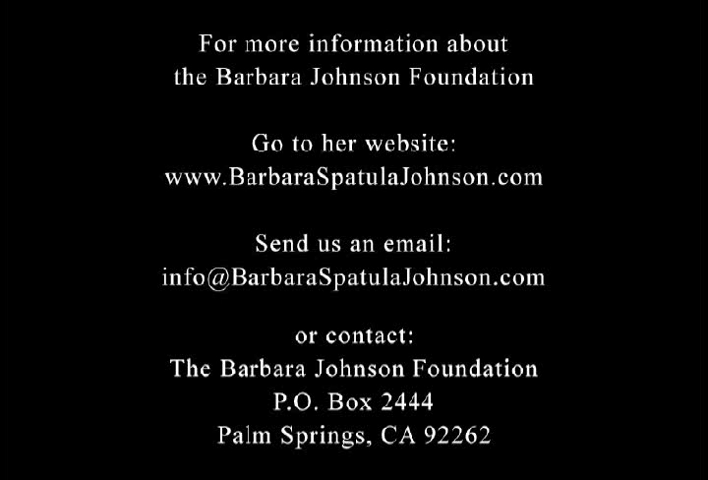 For more information about
the Barbara Johnson Foundation
Go to her website:
www.BarbaraSpatulaJohnson.com
Send us an email:
info@BarbaraSpatulaJohnson.com
or contact:
The Barbara Johnson Foundation
P.O. Box 2444
Palm Springs, CA 92262